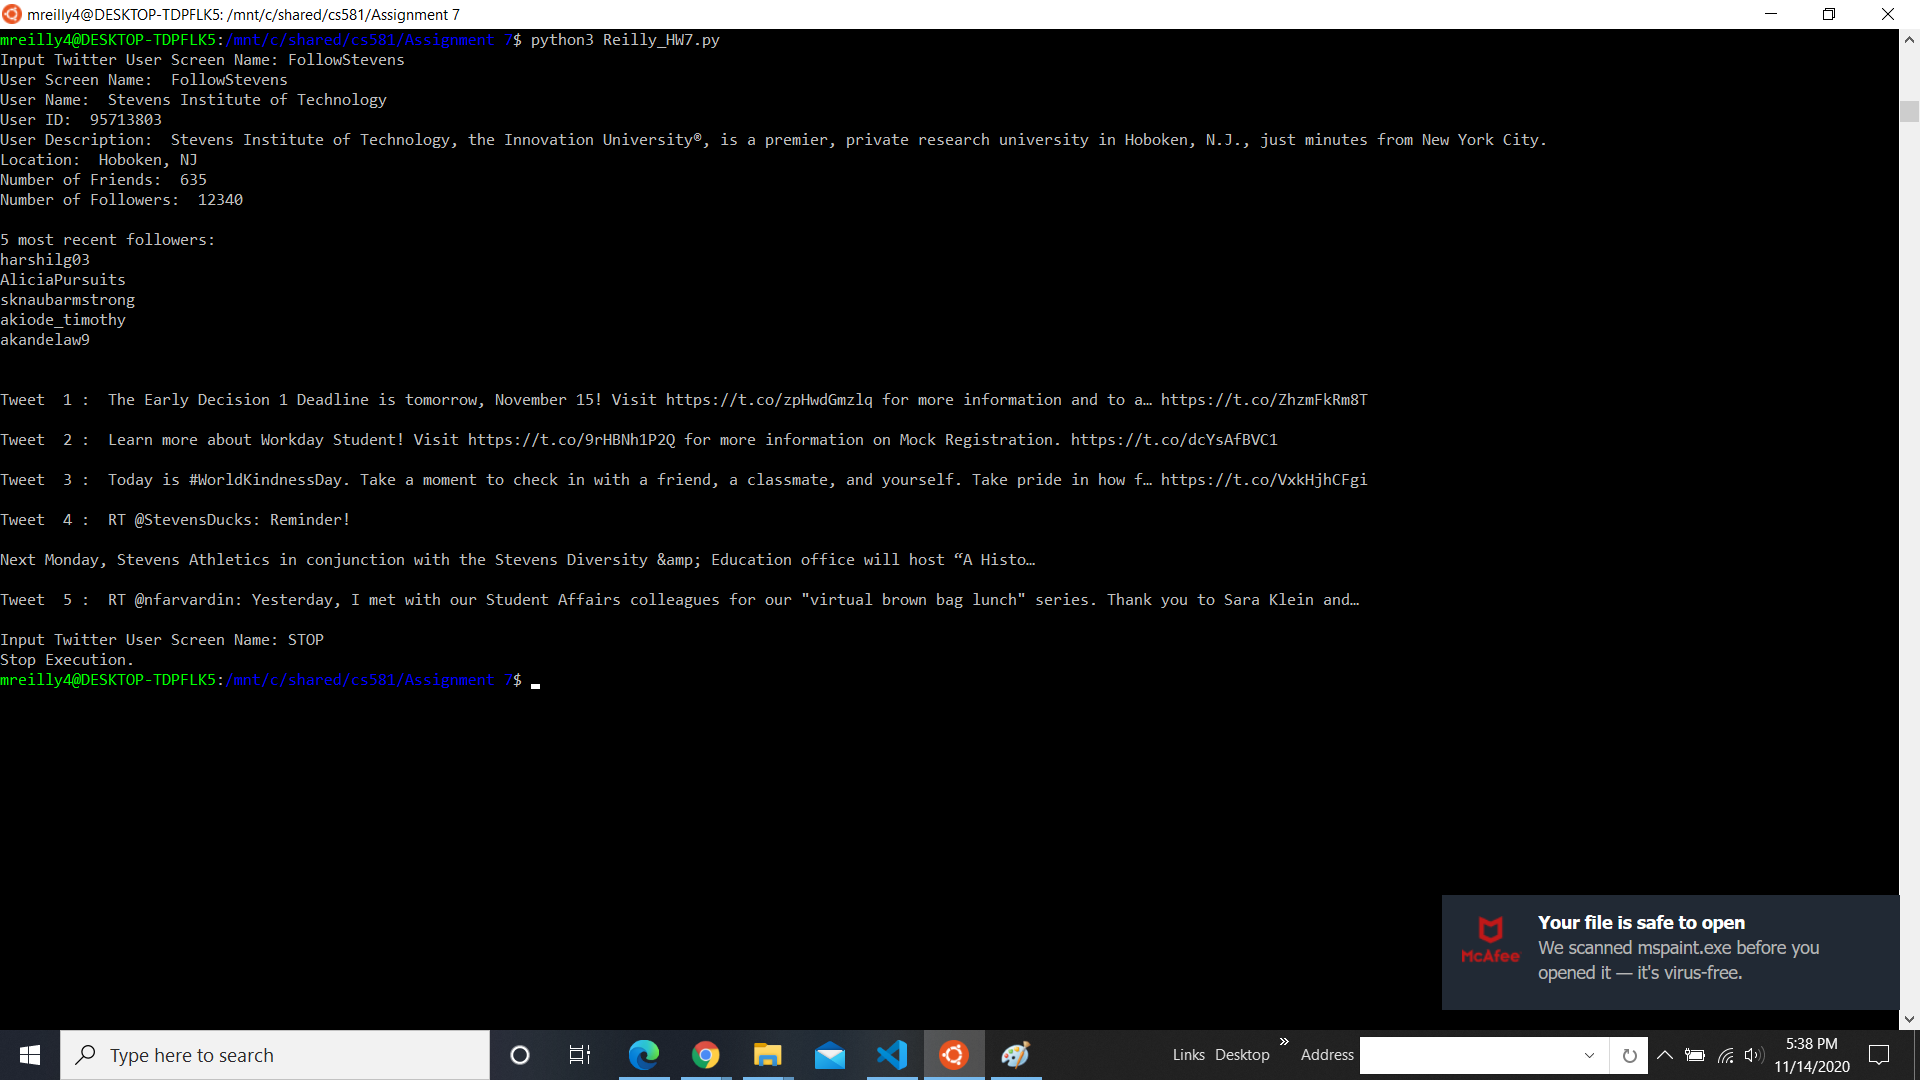 mreilly4@DESKTOP-TDPFLK5: /mnt/c/shared/cs581/Assignment 7
mreilly4@DESKTOP-TDPFLK5:/mnt/c/shared/cs581/Assignment 7$ python3 Reilly_HW7.py
Input Twitter User Screen Name: FollowStevens
User Screen Name:  FollowStevens
User Name:  Stevens Institute of Technology
User ID:  95713803
User Description:  Stevens Institute of Technology, the Innovation University®, is a premier, private research university in Hoboken, N.J., just minutes from New York City.
Location:  Hoboken, NJ
Number of Friends:  635
Number of Followers:  12340
5 most recent followers:
harshilg03
AliciaPursuits
sknaubarmstrong
akiode_timothy
akandelaw9
Tweet  1 :  The Early Decision 1 Deadline is tomorrow, November 15! Visit https://t.co/zpHwdGmzlq for more information and to a… https://t.co/ZhzmFkRm8T
Tweet  2 :  Learn more about Workday Student! Visit https://t.co/9rHBNh1P2Q for more information on Mock Registration. https://t.co/dcYsAfBVC1
Tweet  3 :  Today is #WorldKindnessDay. Take a moment to check in with a friend, a classmate, and yourself. Take pride in how f… https://t.co/VxkHjhCFgi
Tweet  4 :  RT @StevensDucks: Reminder!
Next Monday, Stevens Athletics in conjunction with the Stevens Diversity &amp; Education office will host “A Histo…
Tweet  5 :  RT @nfarvardin: Yesterday, I met with our Student Affairs colleagues for our "virtual brown bag lunch" series. Thank you to Sara Klein and…
Input Twitter User Screen Name: STOP
Stop Execution.
mreilly4@DESKTOP-TDPFLK5:/mnt/c/shared/cs581/Assignment 7$
McAfee
Your file is safe to open
We scanned mspaint.exe before you
opened it — it's virus-free.
Type here to search
Links Desktop » Address
5:38 PM
11/14/2020